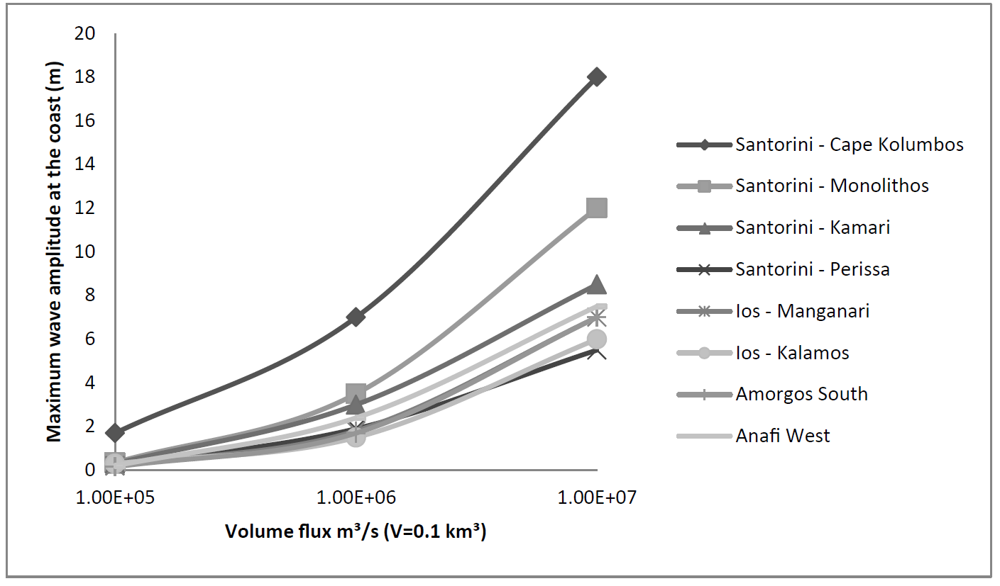 Maximum wave amplitude at the coast (m)
20
18
16
14
12
10
8
6
4
2
0
1.00E+05 1.00E+06 1.00E+07
Volume flux m³/s (V=0.1 km³)
Santorini - Cape Kolumbos
Santorini - Monolithos
Santorini - Kamari
Santorini - Perissa
Ios - Manganari
Ios - Kalamos
Amorgos South
Anafi West